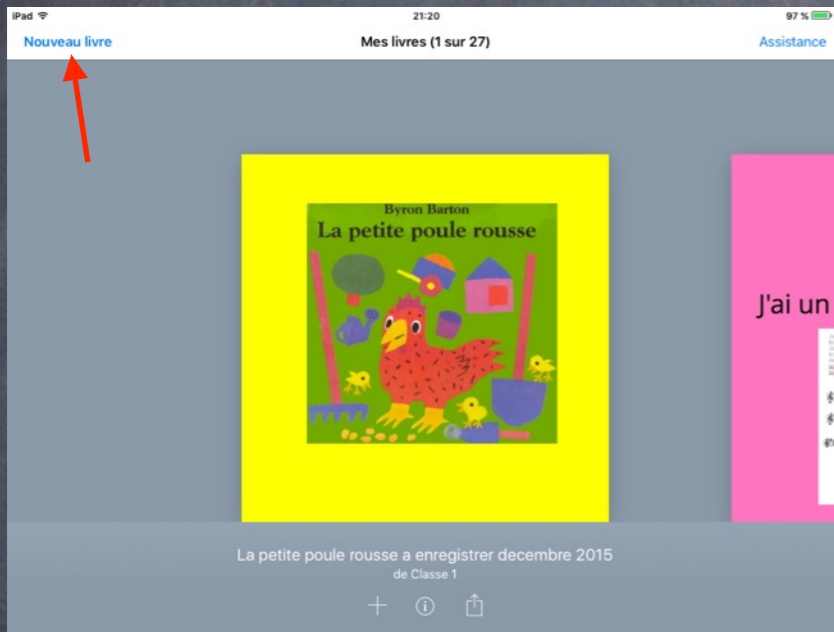 iPad 21:20 97 %
Nouveau livre Mes livres (1 sur 27) Assistance
Byron Barton
La petite poule rousse
J'ai un
La petite poule rousse a enregistrer decembre 2015
de Classe 1